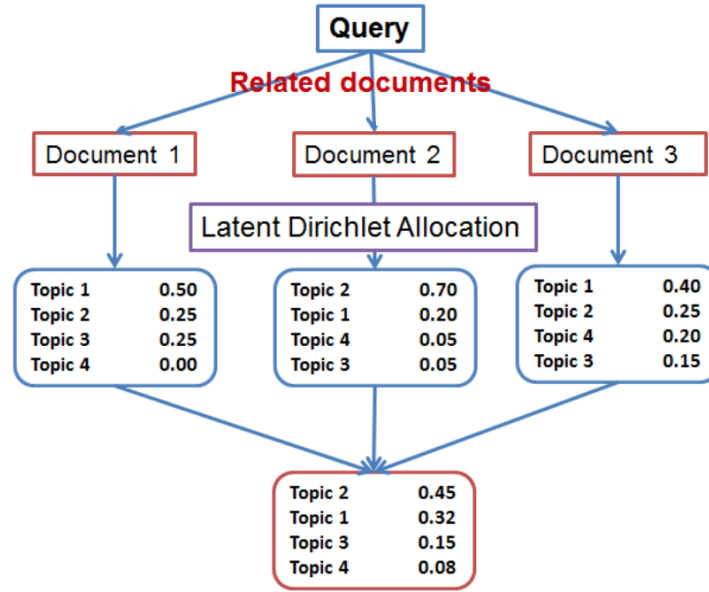 Query
Related documents
Document 1
Document 2
Document 3
Latent Dirichlet Allocation
Topic 1 0.50
Topic 2 0.25
Topic 3 0.25
Topic 4 0.00
Topic 2 0.70
Topic 1 0.20
Topic 4 0.05
Topic 3 0.05
Topic 1 0.40
Topic 2 0.25
Topic 4 0.20
Topic 3 0.15
Topic 2 0.45
Topic 1 0.32
Topic 3 0.15
Topic 4 0.08